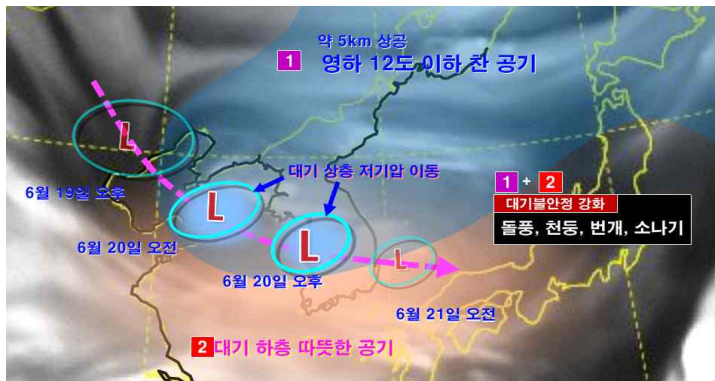 약 5km 상공
1 영하 12도 이하 찬 공기
L
대기 상층 저기압 이동
6월 19일 오후
L
1 + 2
대기불안정 강화
돌풍, 천둥, 번개, 소나기
6월 20일 오전
L
L
6월 20일 오후
6월 21일 오전
2 대기 하층 따뜻한 공기